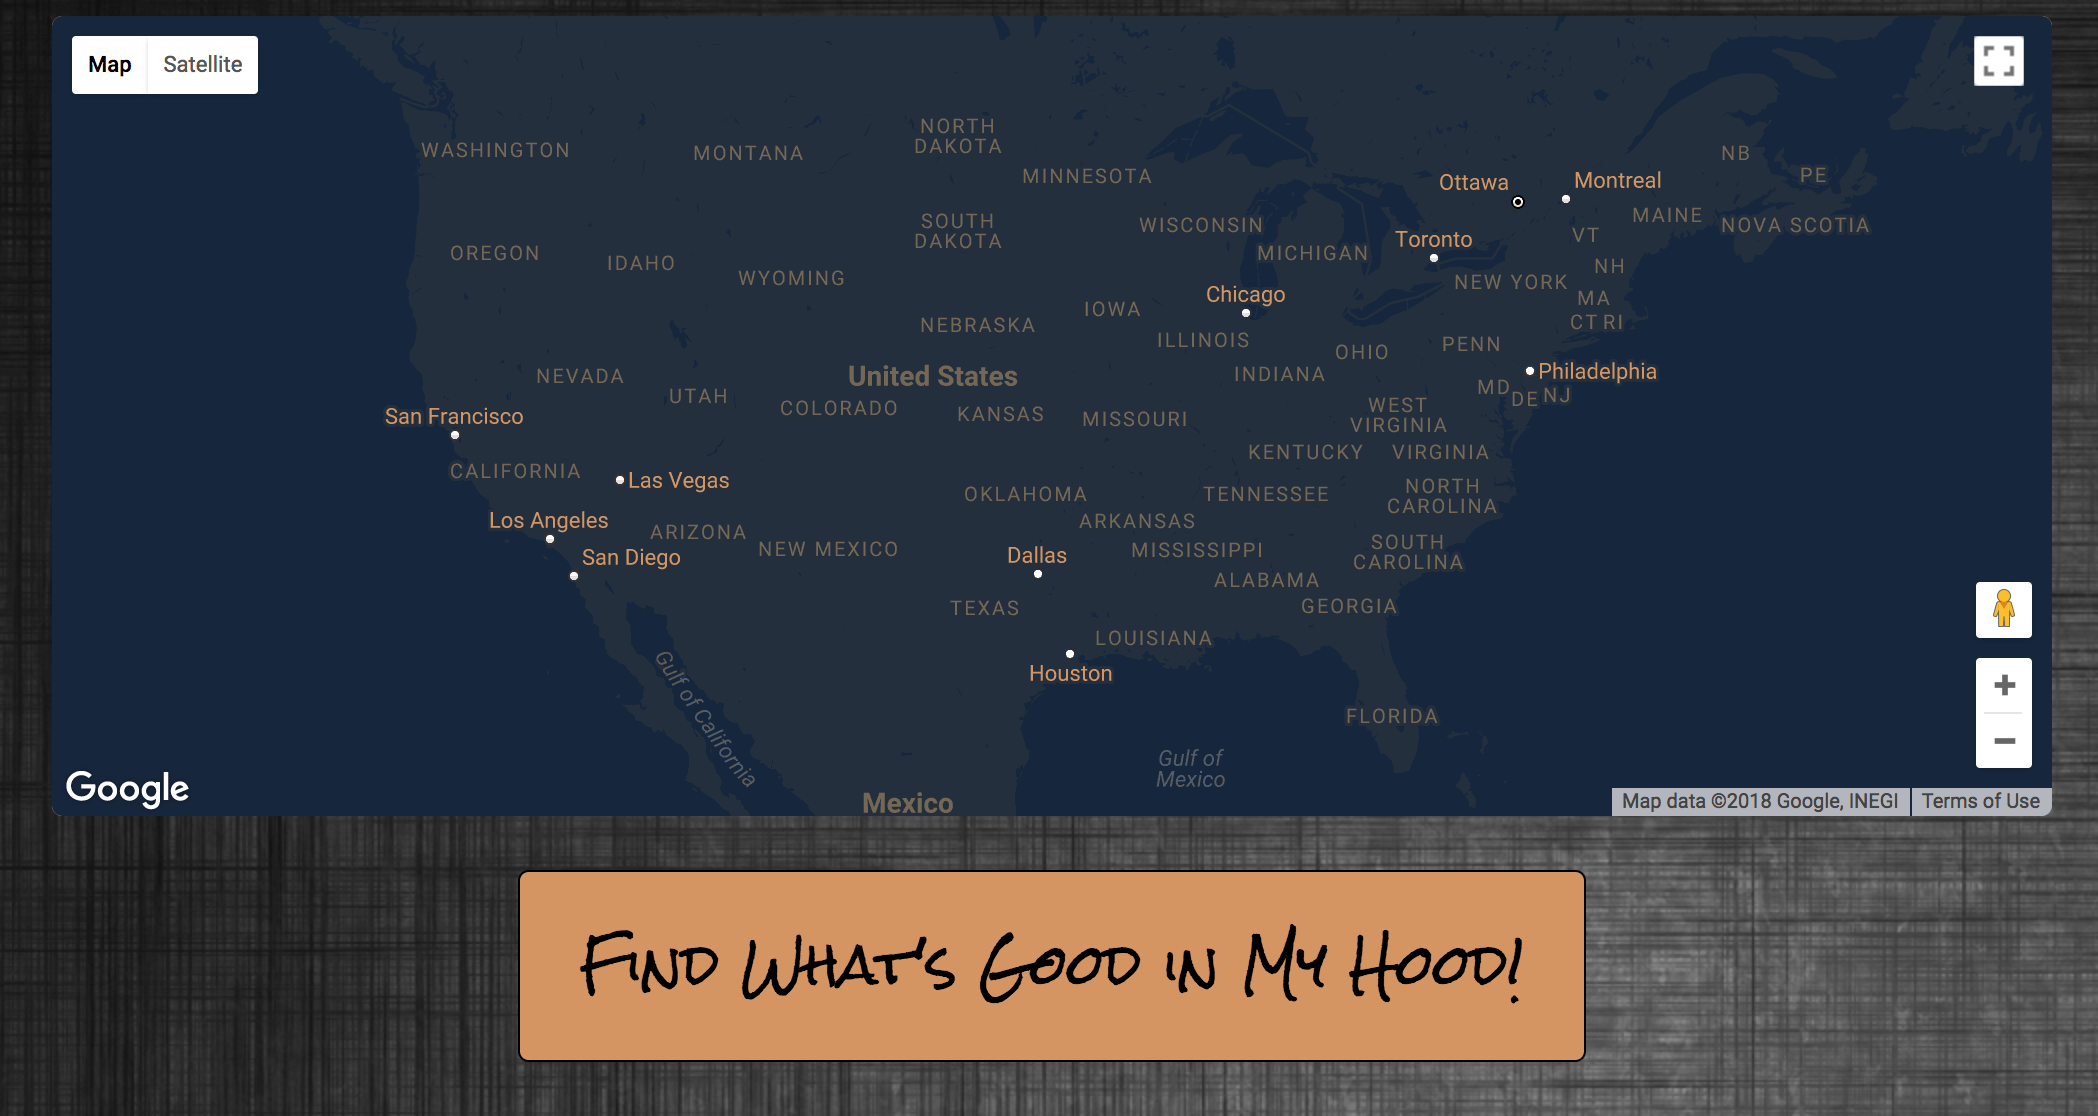 Map Satellite
NORTH
DAKOTA
WASHINGTON
MONTANA
NB
MINNESOTA
PE
Ottawa
Montreal
SOUTH
DAKOTA
WISCONSIN
MAINE
NOVA SCOTIA
VT
Toronto
OREGON
IDAHO
MICHIGAN
NH
WYOMING
NEW YORK
Chicago
MA
IOWA
CT RI
NEBRASKA
ILLINOIS
OHIO
PENN
NEVADA
United States
INDIANA
Philadelphia
UTAH
MD
DE NJ
COLORADO
KANSAS
MISSOURI
WEST
VIRGINIA
San Francisco
KENTUCKY
VIRGINIA
CALIFORNIA
Las Vegas
OKLAHOMA
TENNESSEE
NORTH
CAROLINA
Los Angeles
ARIZONA
ARKANSAS
NEW MEXICO
MISSISSIPPI
SOUTH
CAROLINA
San Diego
Dallas
ALABAMA
TEXAS
GEORGIA
LOUISIANA
Houston
Gulf of California
FLORIDA
Gulf of
Mexico
Google
Mexico
Map data ©2018 Google, INEGI Terms of Use
Find What's Good in My Hood!